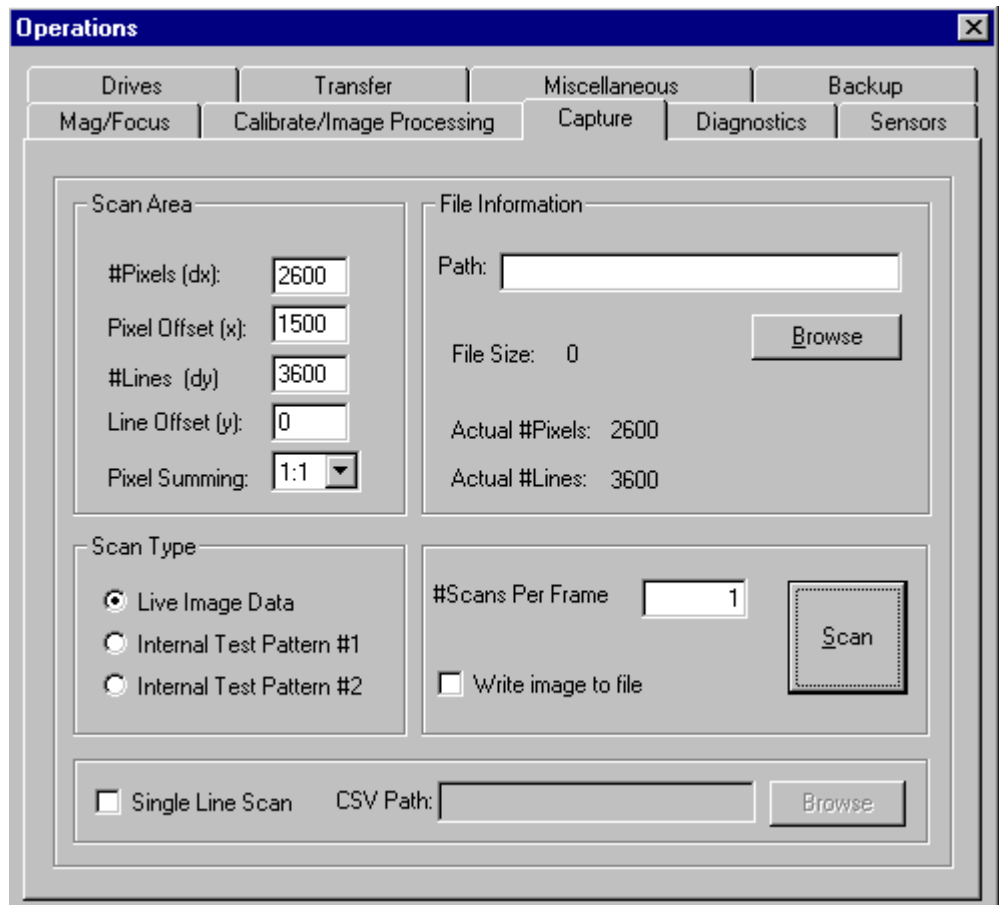 Operations
Drives Transfer Miscellaneous Backup
Mag/Focus Calibrate/Image Processing Capture Diagnostics Sensors
Scan Area
#Pixels (dx): 2600
Pixel Offset (x): 1500
#Lines (dy) 3600
Line Offset (y): 0
Pixel Summing: 1:1
File Information
Path:
Browse
File Size: 0
Actual #Pixels: 2600
Actual #Lines: 3600
Scan Type
Live Image Data
Internal Test Pattern #1
Internal Test Pattern #2
#Scans Per Frame 1
Scan
Write image to file
Single Line Scan CSV Path: Browse